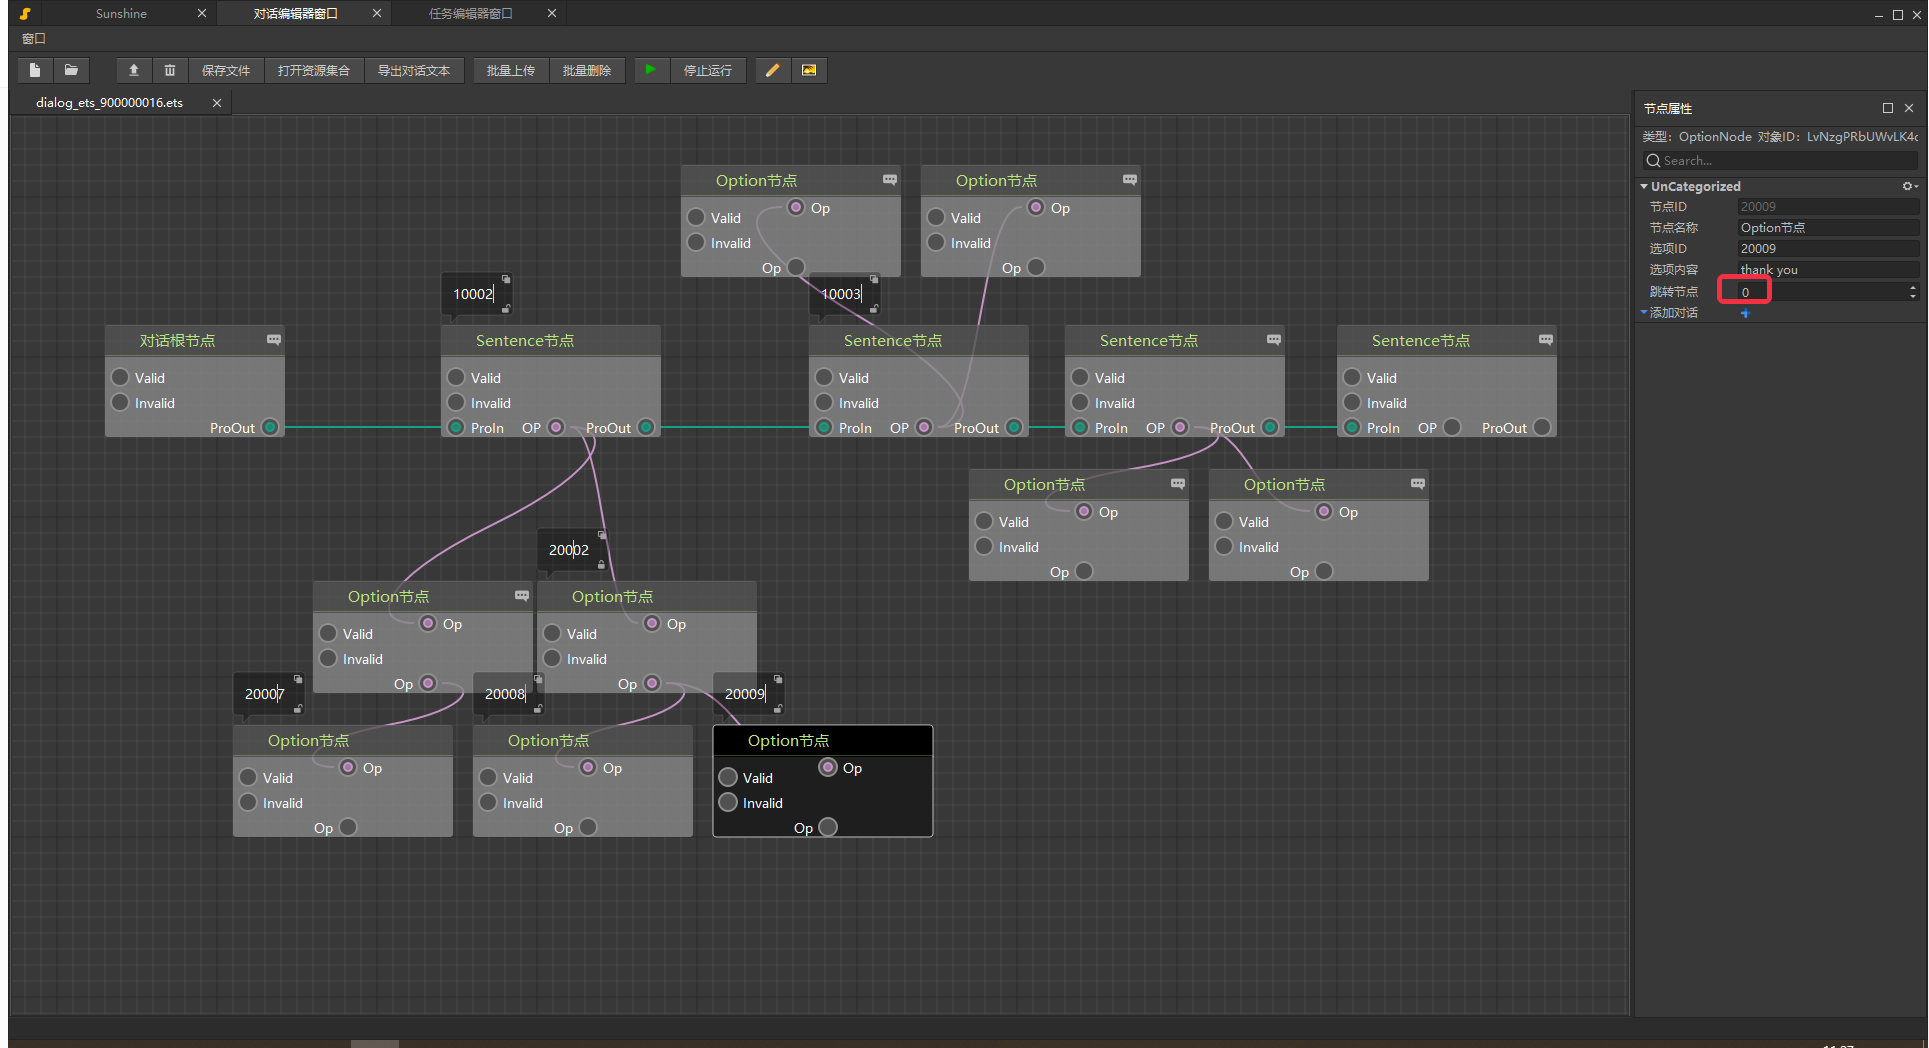 Sunshine
对话编辑器窗口
任务编辑器窗口
窗口
保存文件
打开资源集合
导出对话文本
批量上传
批量删除
停止运行
dialog_ets_900000016.ets
Option节点
Op
Valid
Invalid
Op
Option节点
Op
Valid
Invalid
Op
10002
10003
对话根节点
Valid
Invalid
ProOut
Sentence节点
Valid
Invalid
ProIn OP ProOut
Sentence节点
Valid
Invalid
ProIn OP ProOut
Sentence节点
Valid
Invalid
ProIn OP ProOut
Sentence节点
Valid
Invalid
ProIn OP ProOut
Option节点
Op
Valid
Invalid
Op
Option节点
Op
Valid
Invalid
Op
20002
Option节点
Op
Valid
Invalid
Op
Option节点
Op
Valid
Invalid
Op
20007
20008
20009
Option节点
Op
Valid
Invalid
Op
Option节点
Op
Valid
Invalid
Op
Option节点
Op
Valid
Invalid
Op
节点属性
类型: OptionNode 对象ID: LvNzgPRbUWvLK4c
Search...
UnCategorized
节点ID 20009
节点名称 Option节点
选项ID 20009
选项内容 thank you
跳转节点 0
添加对话